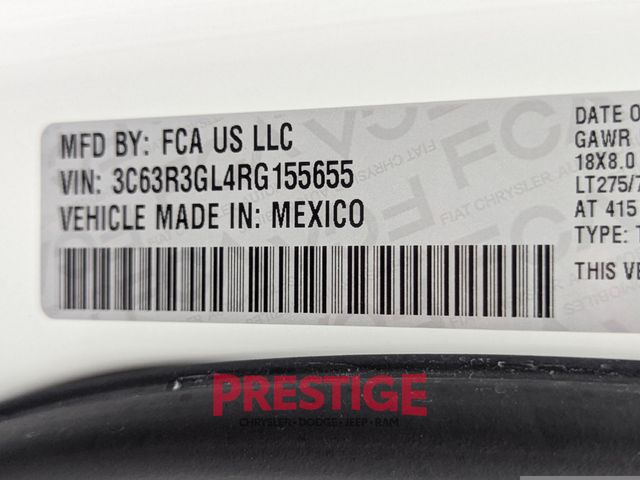 MFD BY: FCA US LLC
VIN: 3C63R3GL4RG155655
VEHICLE MADE IN: MEXICO
DATE O
GAWR
18X8.0
LT275/7
AT 415
TYPE: T
THIS VE
PRESTIGE
CHRYSLER • DODGE • JEEP • RAM